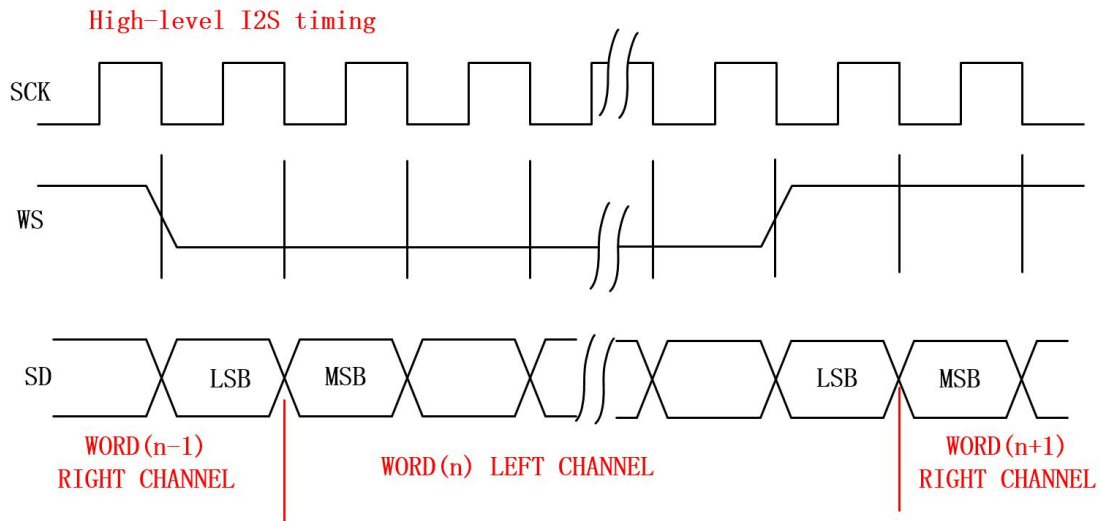 High-level I2S timing
SCK
WS
SD
LSB
MSB
LSB
MSB
WORD(n-1)
RIGHT CHANNEL
WORD(n) LEFT CHANNEL
WORD(n+1)
RIGHT CHANNEL